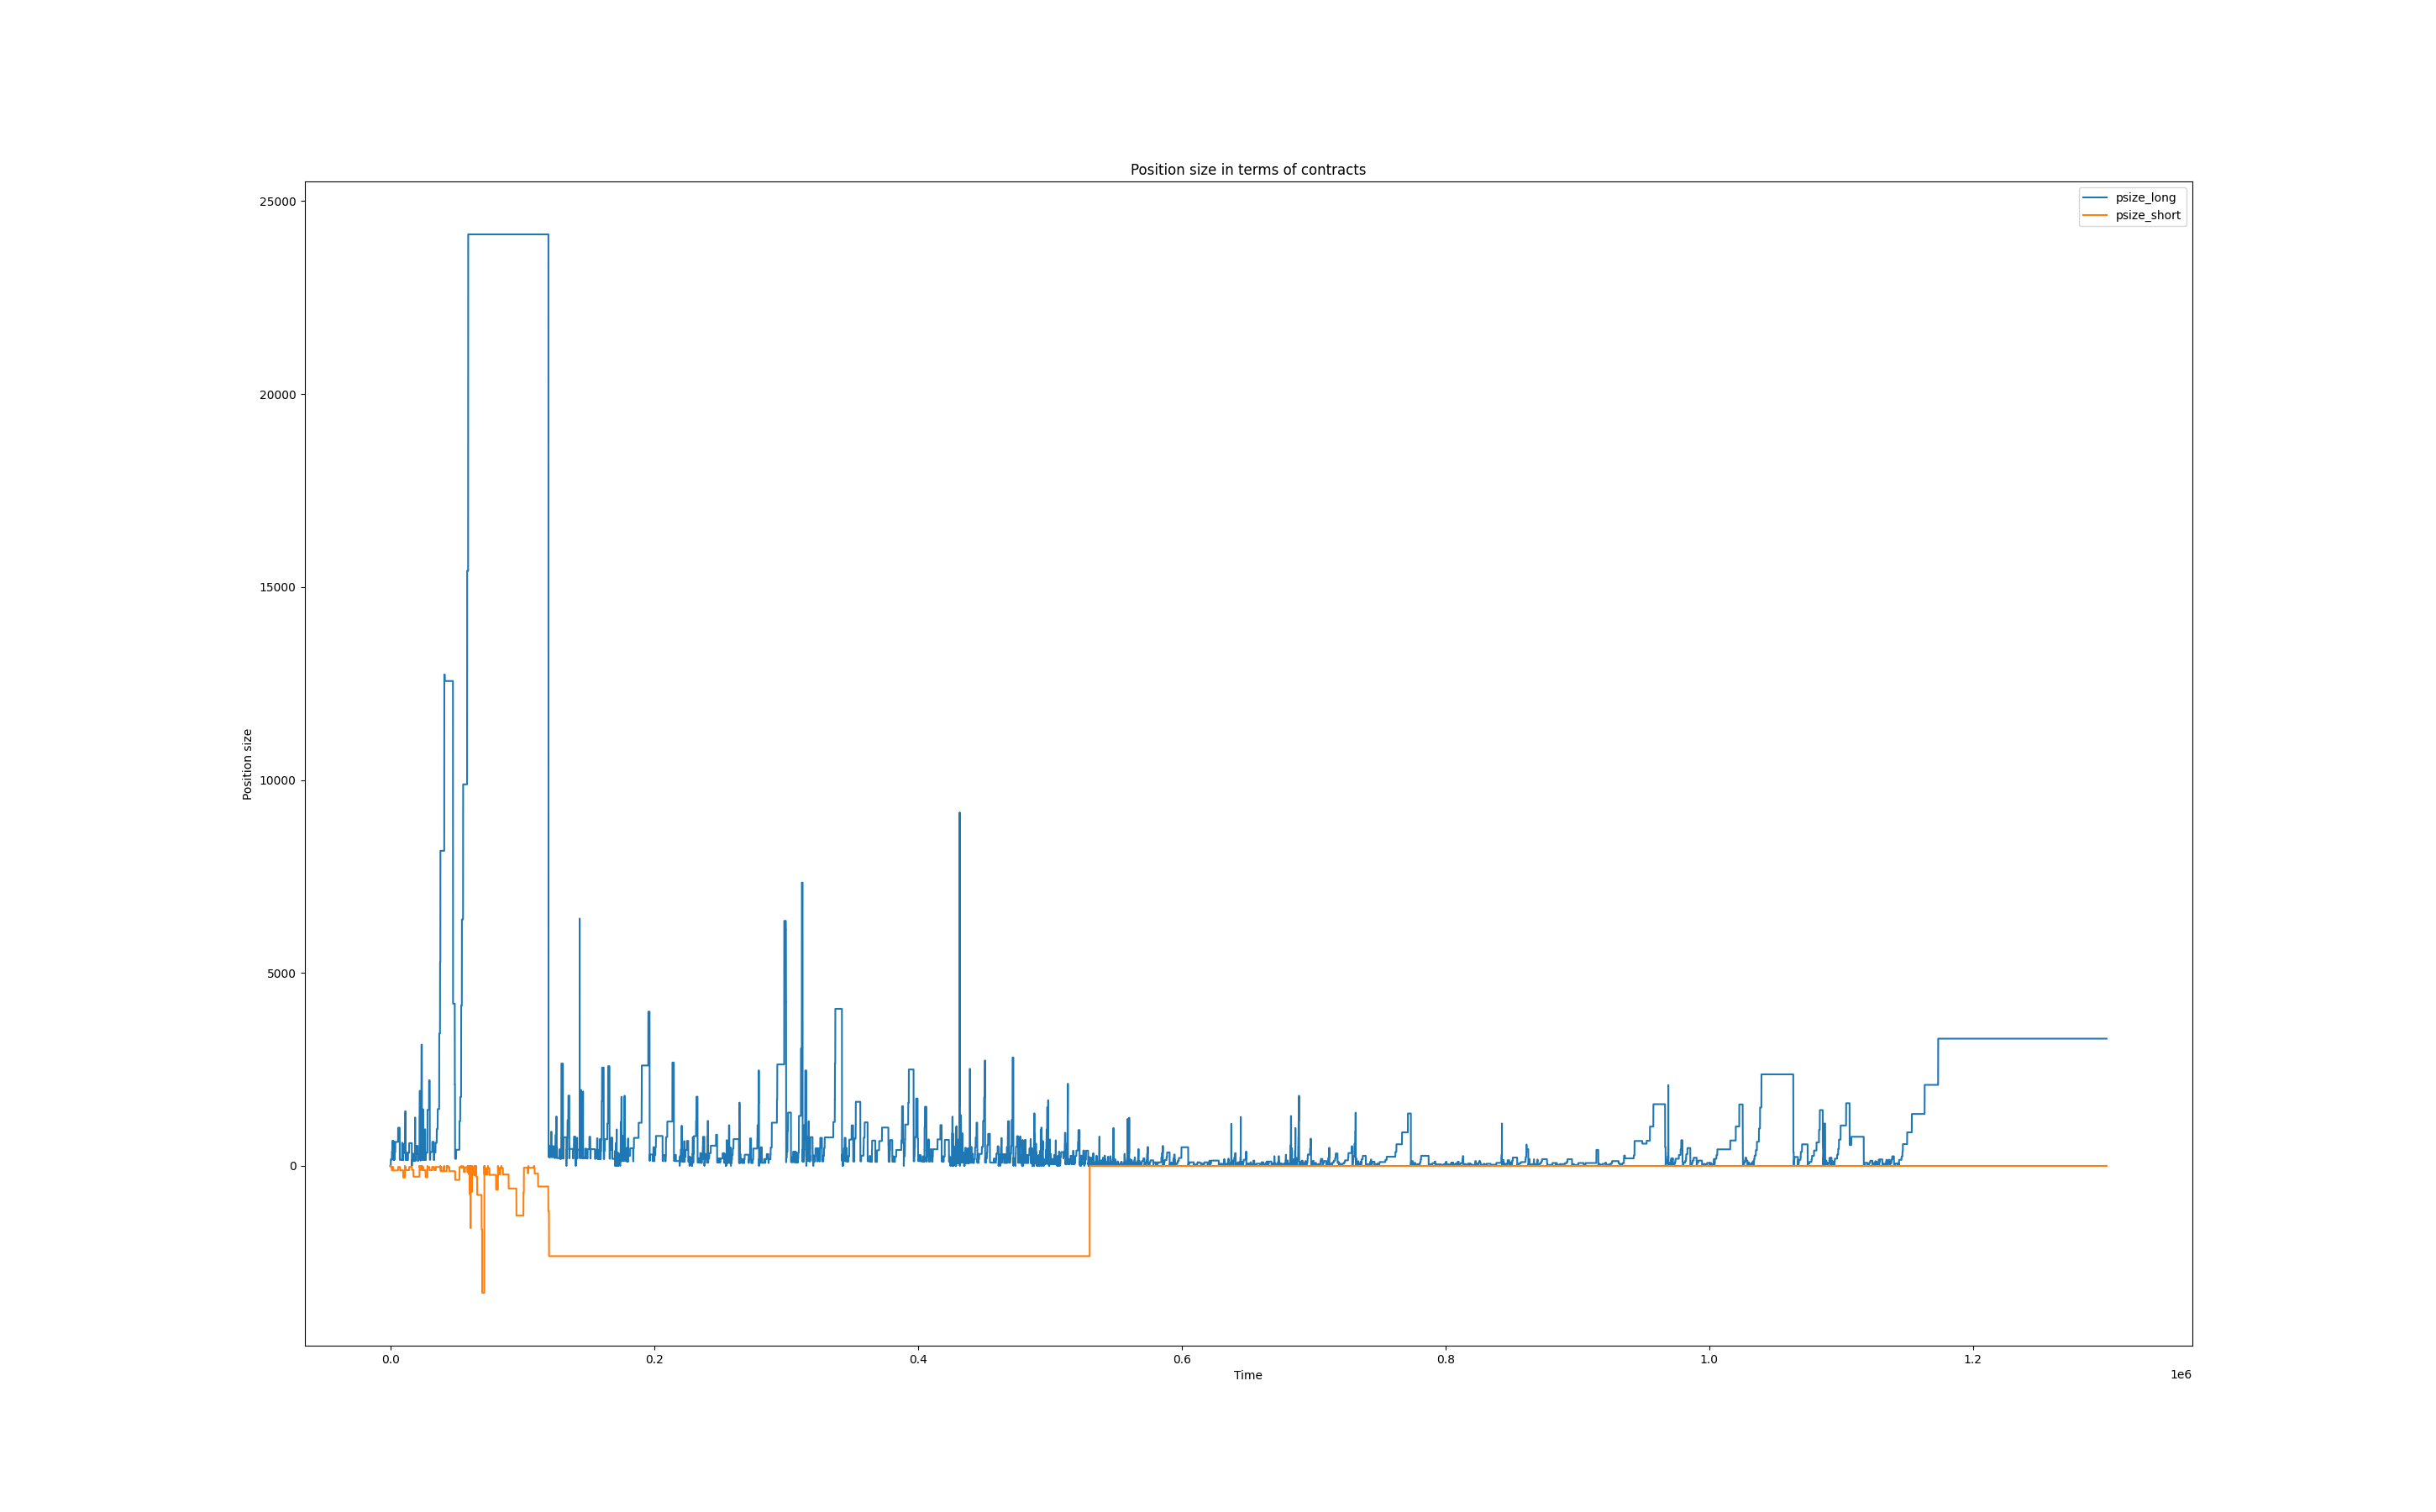 Position size in terms of contracts
psize_long
psize_short
25000
20000
15000
10000
5000
0
Position size
0.0 0.2 0.4 0.6 0.8 1.0 1.2
Time
1e6